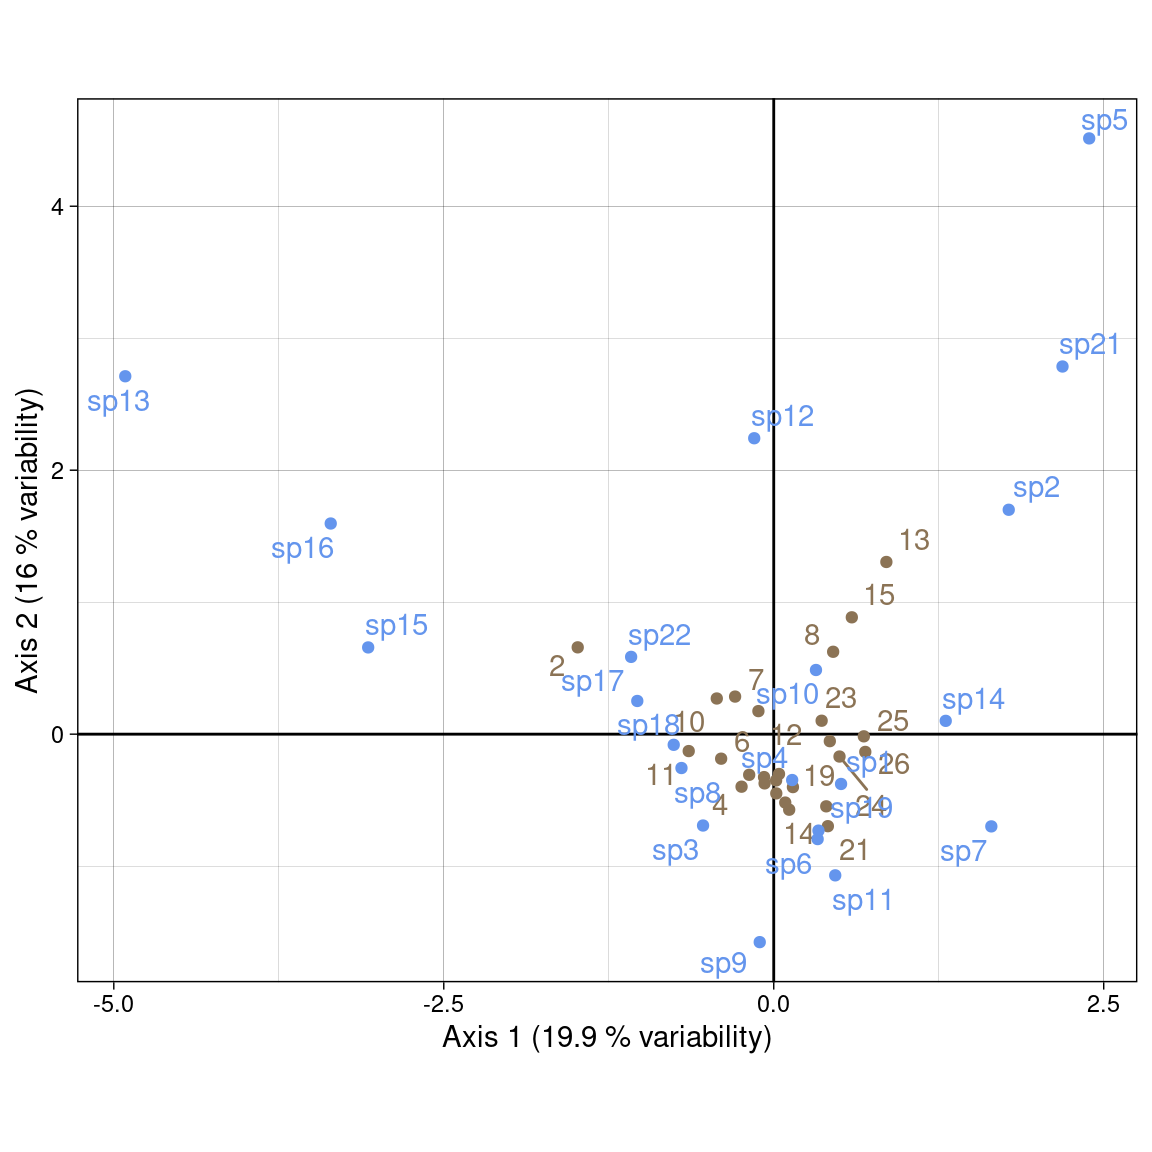 sp5
4
sp21
sp13
sp12
2
sp2
13
sp16
15
sp15
8
sp22
2
sp17
7
sp10
23
sp14
10
sp18
25
0
12
6
sp4
sp1
26
11
19
sp8
4
24
sp19
14
sp3
21
sp7
sp6
sp11
sp9
-5.0
-2.5
0.0
2.5
Axis 1 (19.9 % variability)
Axis 2 (16 % variability)